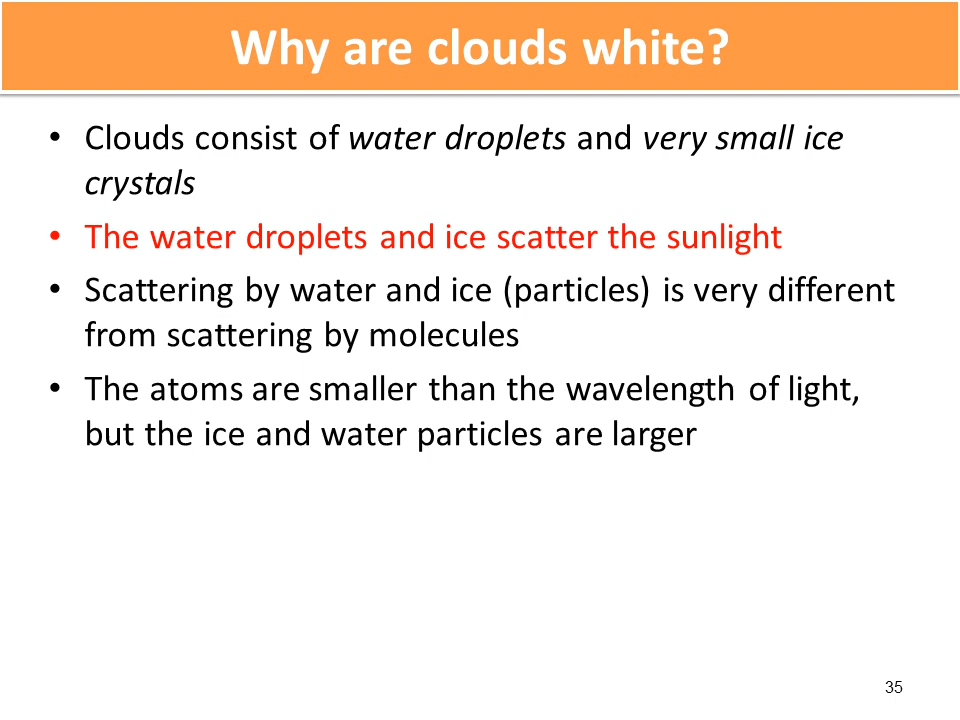 Why are clouds white?
• Clouds consist of water droplets and very small ice
crystals
• The water droplets and ice scatter the sunlight
• Scattering by water and ice (particles) is very different
from scattering by molecules
• The atoms are smaller than the wavelength of light,
but the ice and water particles are larger
35